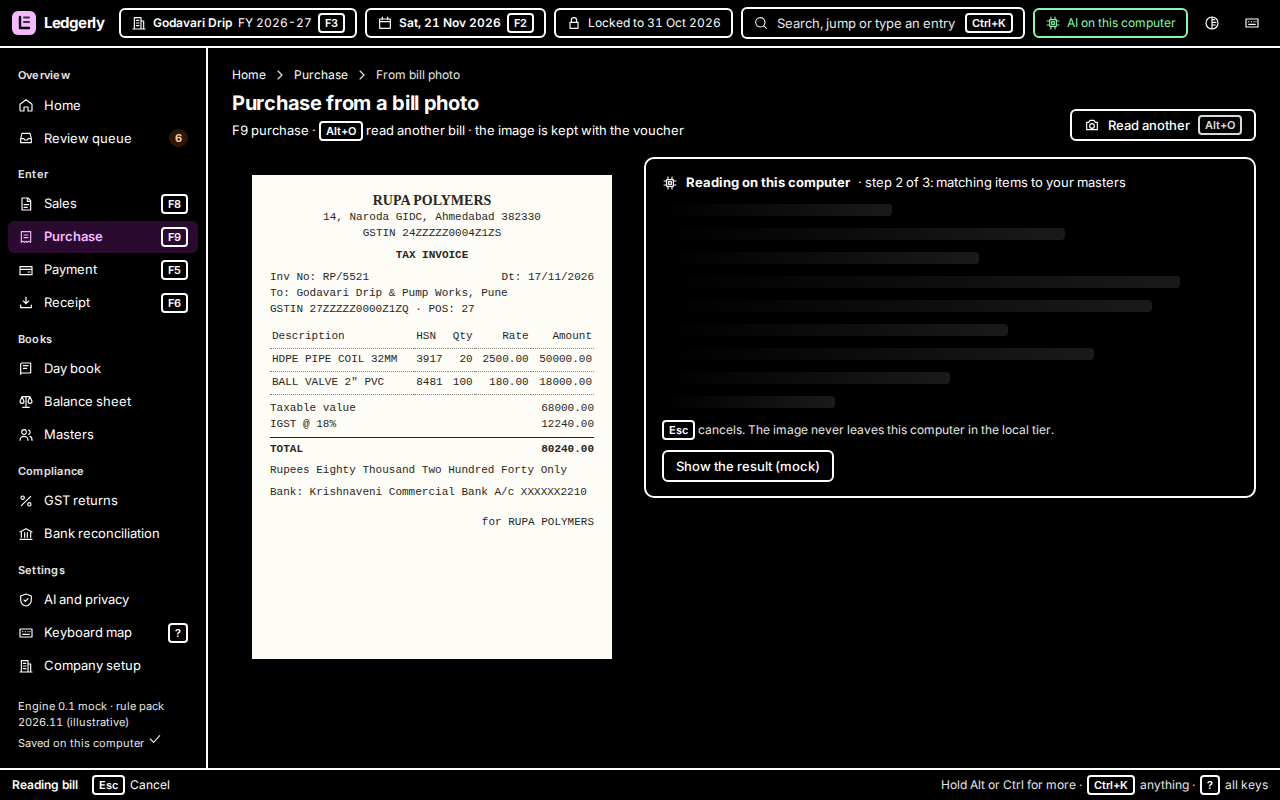 Ledgerly
Godavari Drip FY 2026-27 F3
Sat, 21 Nov 2026 F2
Locked to 31 Oct 2026
Search, jump or type an entry Ctrl+K
AI on this computer
Overview
Home
Review queue 6
Enter
Sales F8
Purchase F9
Payment F5
Receipt F6
Books
Day book
Balance sheet
Masters
Compliance
GST returns
Bank reconciliation
Settings
AI and privacy
Keyboard map ?
Company setup
Engine 0.1 mock · rule pack
2026.11 (illustrative)
Saved on this computer
Home > Purchase > From bill photo
Purchase from a bill photo
F9 purchase · Alt+O read another bill · the image is kept with the voucher
Read another Alt+O
RUPA POLYMERS
14, Naroda GIDC, Ahmedabad 382330
GSTIN 24ZZZZZ0004Z1ZS
TAX INVOICE
Inv No: RP/5521 Dt: 17/11/2026
To: Godavari Drip & Pump Works, Pune
GSTIN 27ZZZZZ0000Z1ZQ · POS: 27
Description HSN Qty Rate Amount
HDPE PIPE COIL 32MM 3917 20 2500.00 50000.00
BALL VALVE 2" PVC 8481 100 180.00 18000.00
Taxable value 68000.00
IGST @ 18% 12240.00
TOTAL 80240.00
Rupees Eighty Thousand Two Hundred Forty Only
Bank: Krishnaveni Commercial Bank A/c XXXXXX2210
for RUPA POLYMERS
Reading on this computer · step 2 of 3: matching items to your masters
Esc cancels. The image never leaves this computer in the local tier.
Show the result (mock)
Reading bill Esc Cancel
Hold Alt or Ctrl for more · Ctrl+K anything · ? all keys